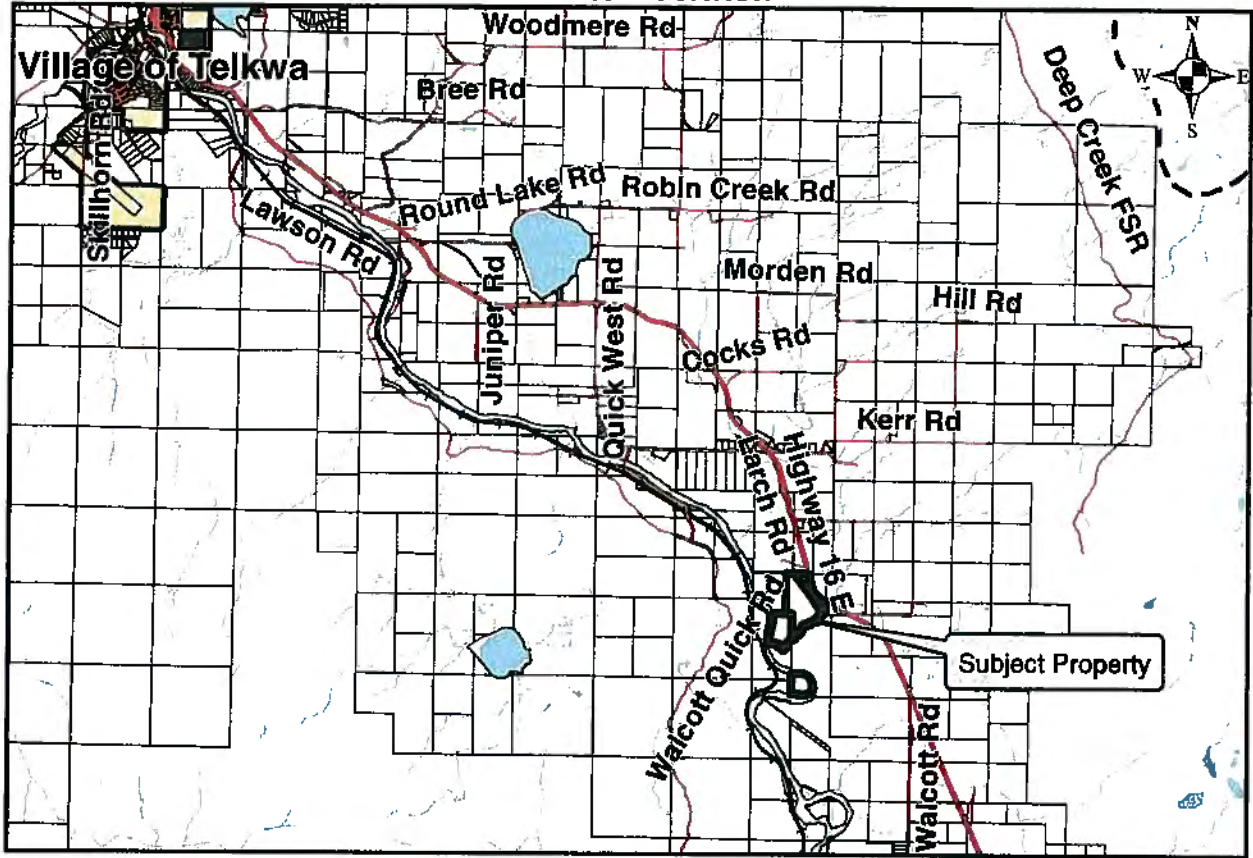 Woodmere Rd
N
W
E
S
Village of Telkwa
Bree Rd
Deep Creek FSR
Skillhorn Rd
Round Lake Rd
Robin Creek Rd
Lawson Rd
Morden Rd
Hill Rd
Juniper Rd
Quick West Rd
Cocks Rd
Kerr Rd
Larch Rd
Highway 16 E
Walcott Quick Rd
Subject Property
Walcott Rd